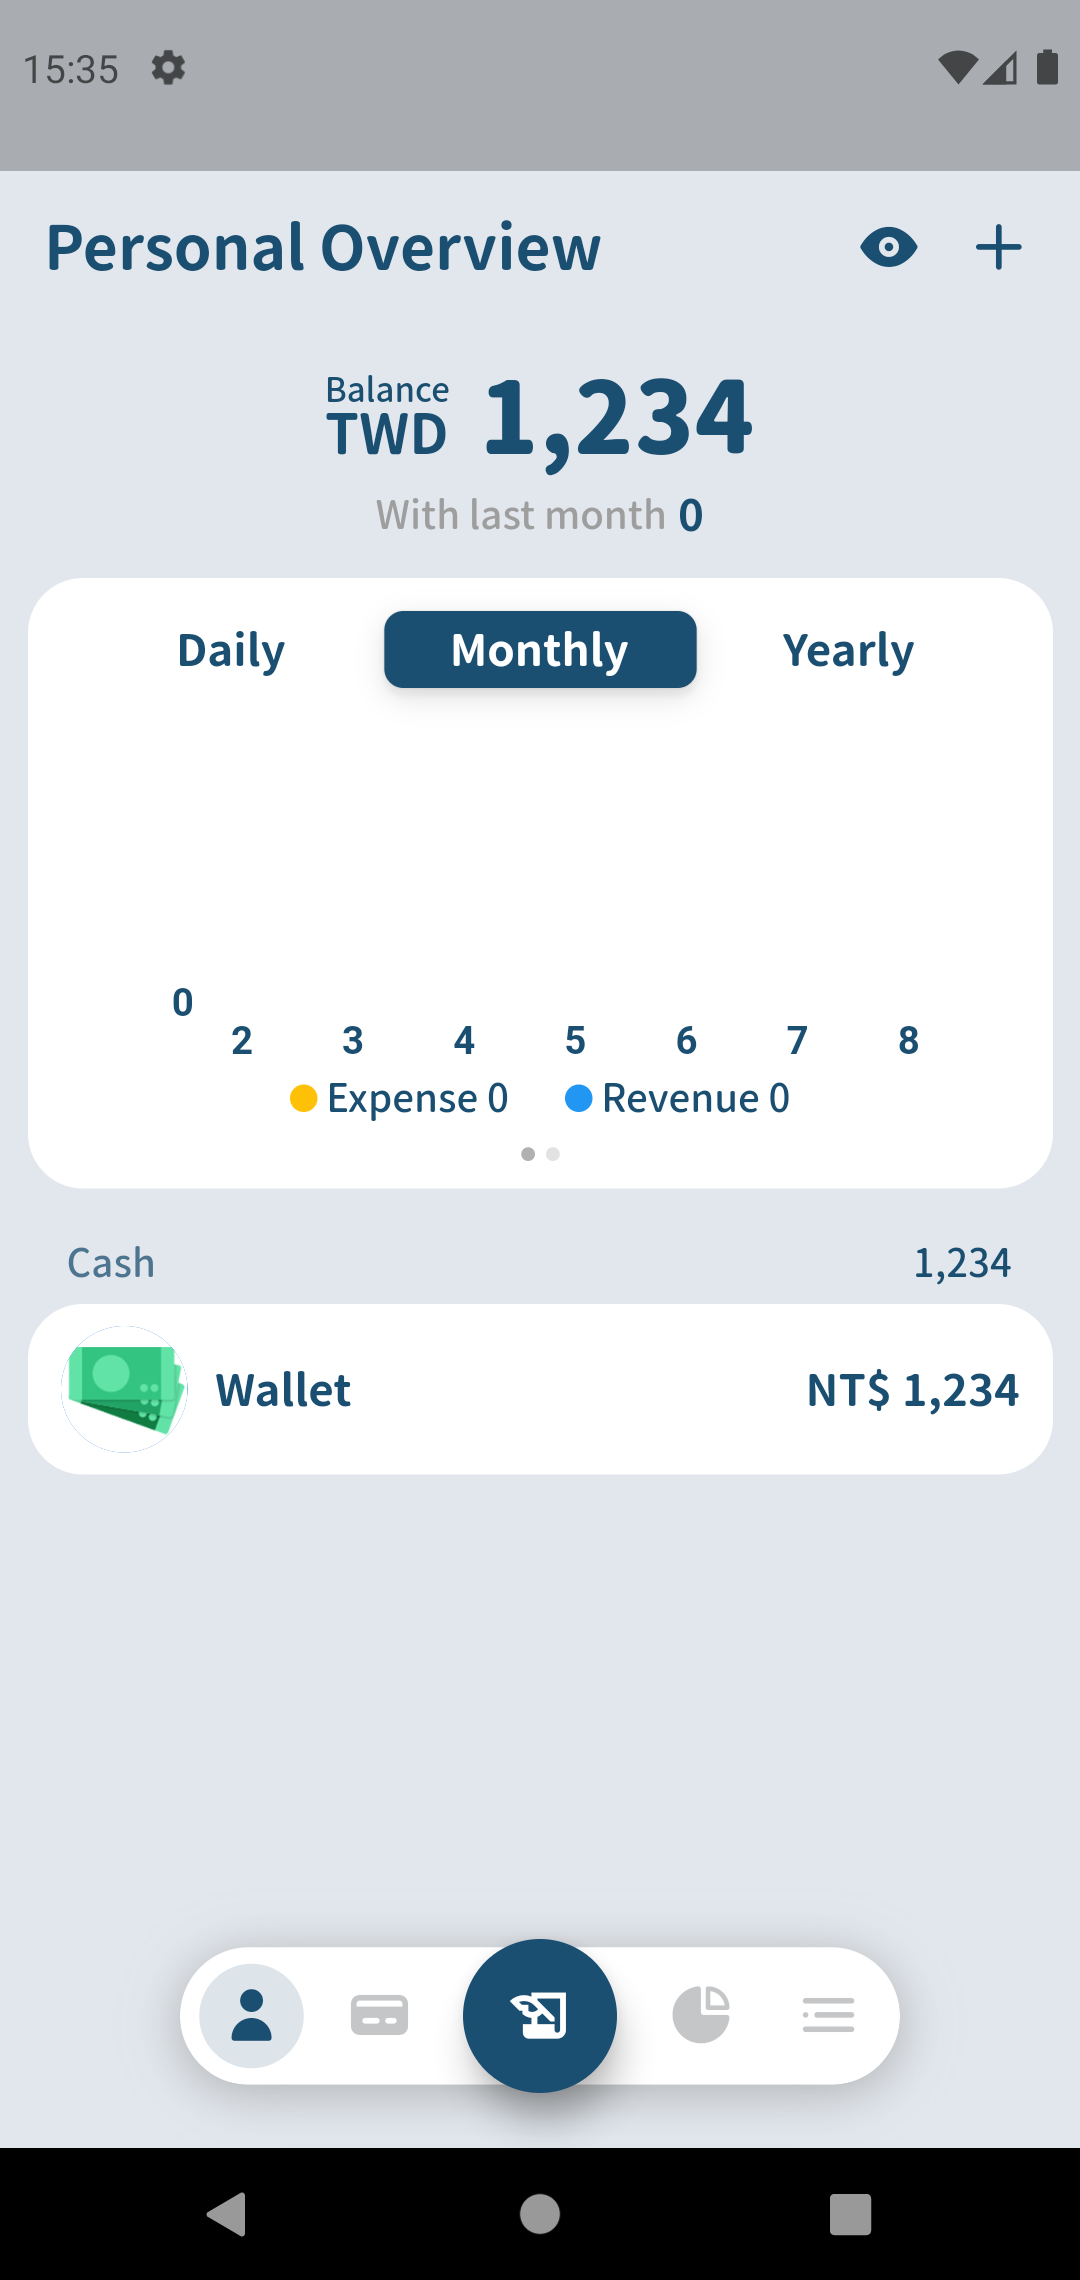 15:35
Personal Overview
Balance
TWD 1,234
With last month 0
Daily Monthly Yearly
0
2 3 4 5 6 7 8
Expense 0 Revenue 0
Cash 1,234
Wallet NT$ 1,234